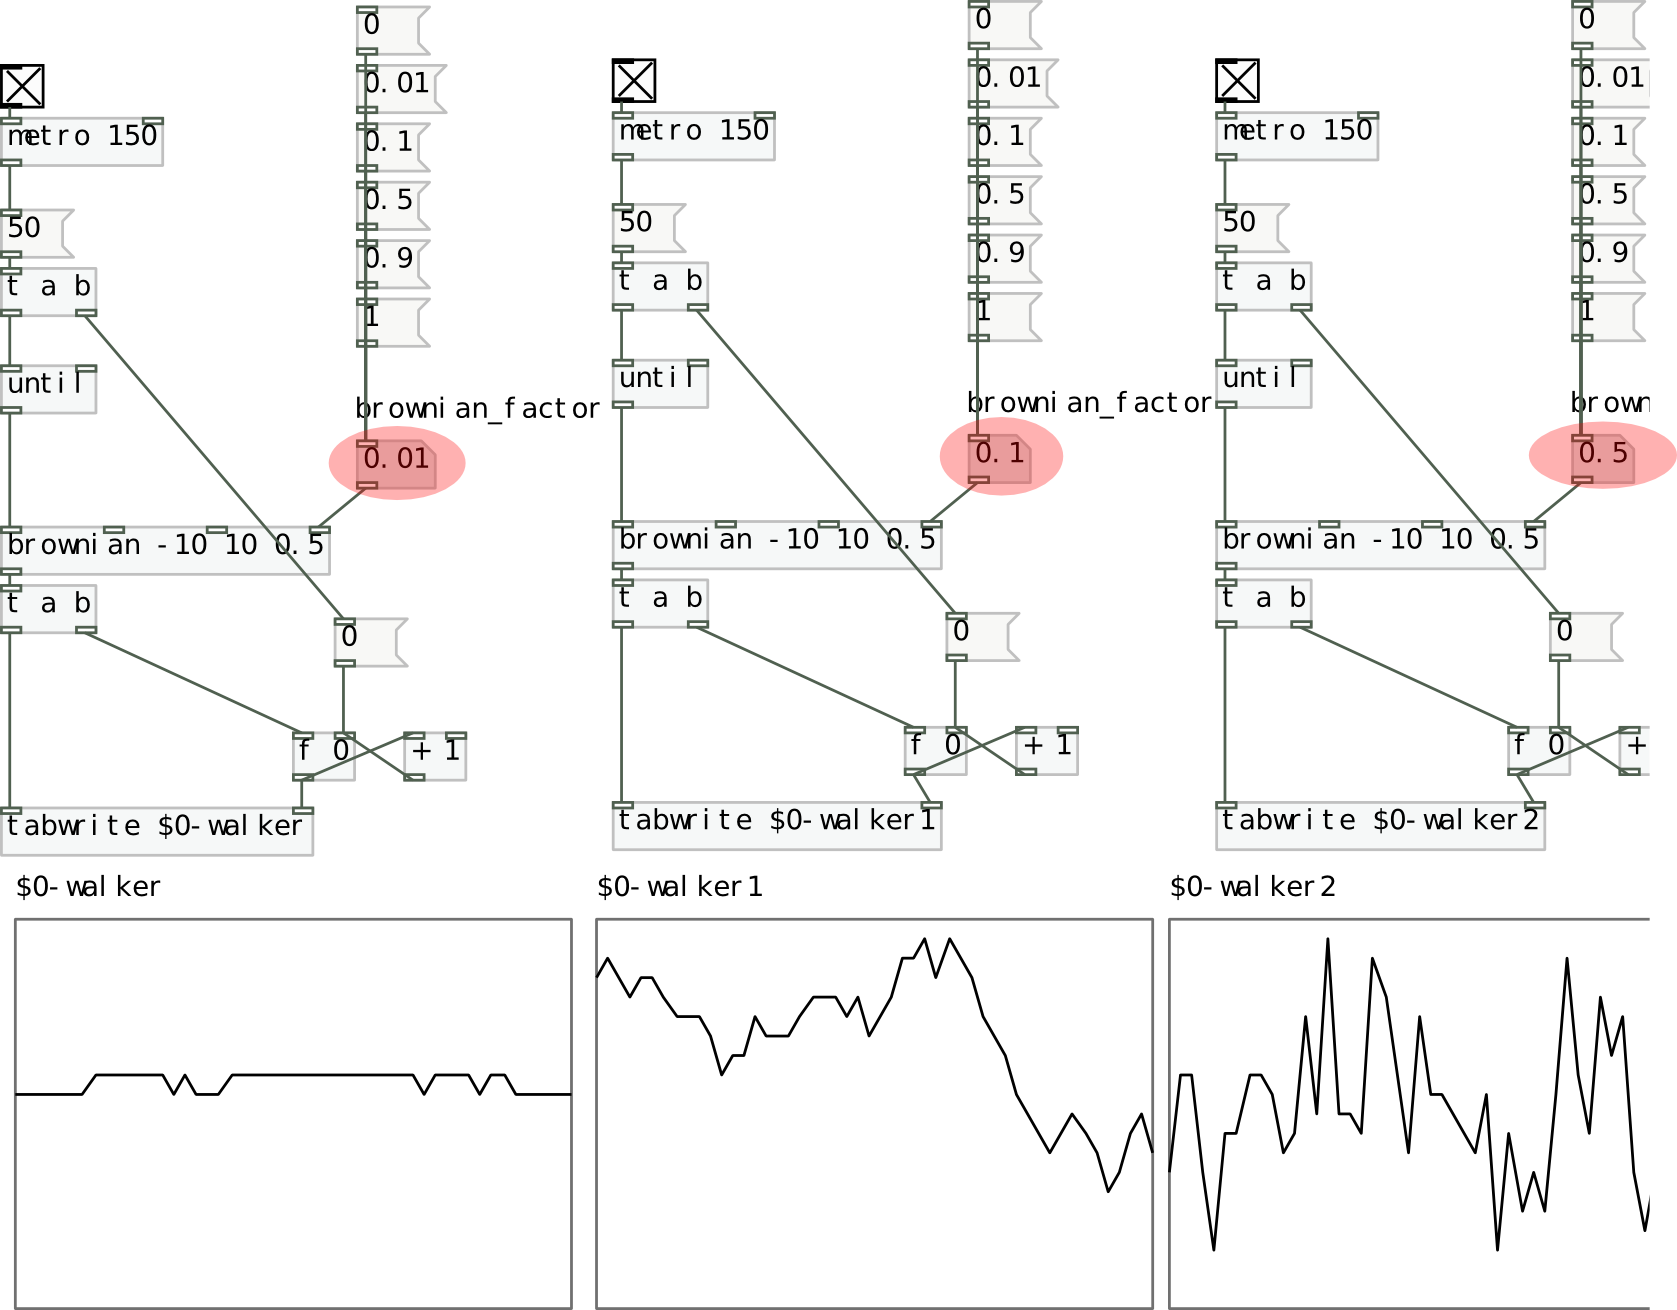 0
0.01
0.1
0.5
0.9
1
metro 150
50
t a b
until
brownian_factor
0.01
brownian -10 10 0.5
t a b
0
f 0
+ 1
tabwrite $0-walker
$0-walker
0
0.01
0.1
0.5
0.9
1
metro 150
50
t a b
until
brownian_factor
0.1
brownian -10 10 0.5
t a b
0
f 0
+ 1
tabwrite $0-walker1
$0-walker1
0
0.01
0.1
0.5
0.9
1
metro 150
50
t a b
until
brown
0.5
brownian -10 10 0.5
t a b
0
f 0
+
tabwrite $0-walker2
$0-walker2